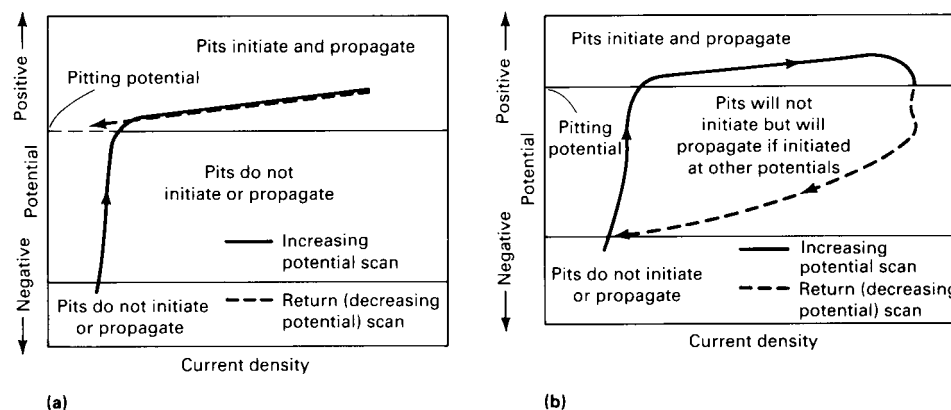 Positive
Potential
Negative
Pits initiate and propagate
Pitting potential
Pits do not
initiate or propagate
Increasing
potential scan
Pits do not initiate
or propagate
Return (decreasing
potential) scan
Current density
(a)
Positive
Potential
Negative
Pits initiate and propagate
Pitting
potential
Pits will not
initiate but will
propagate if initiated
at other potentials
Increasing
potential scan
Pits do not initiate
or propagate
Return (decreasing
potential) scan
Current density
(b)